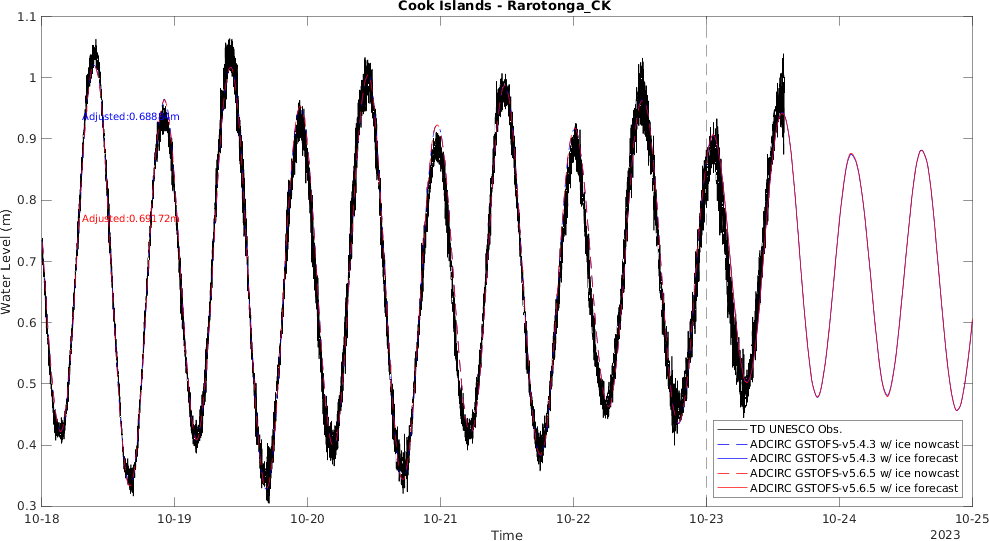 Cook Islands - Rarotonga_CK
1.1
1
0.9
0.8
0.7
0.6
0.5
0.4
0.3
Water Level (m)
Adjusted:0.69172m
TD UNESCO Obs.
ADCIRC GSTOFS-v5.4.3 w/ ice nowcast
ADCIRC GSTOFS-v5.4.3 w/ ice forecast
ADCIRC GSTOFS-v5.6.5 w/ ice nowcast
ADCIRC GSTOFS-v5.6.5 w/ ice forecast
10-18 10-19 10-20 10-21 10-22 10-23 10-24 10-25
Time
2023